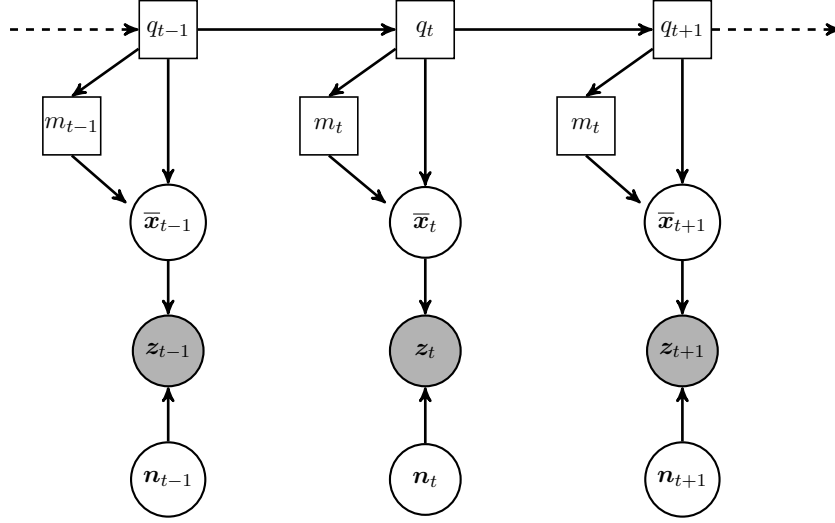 q_{t−1} q_t q_{t+1}
m_{t−1} m_t m_t
x̅_{t−1} x̅_t x̅_{t+1}
z_{t−1} z_t z_{t+1}
n_{t−1} n_t n_{t+1}